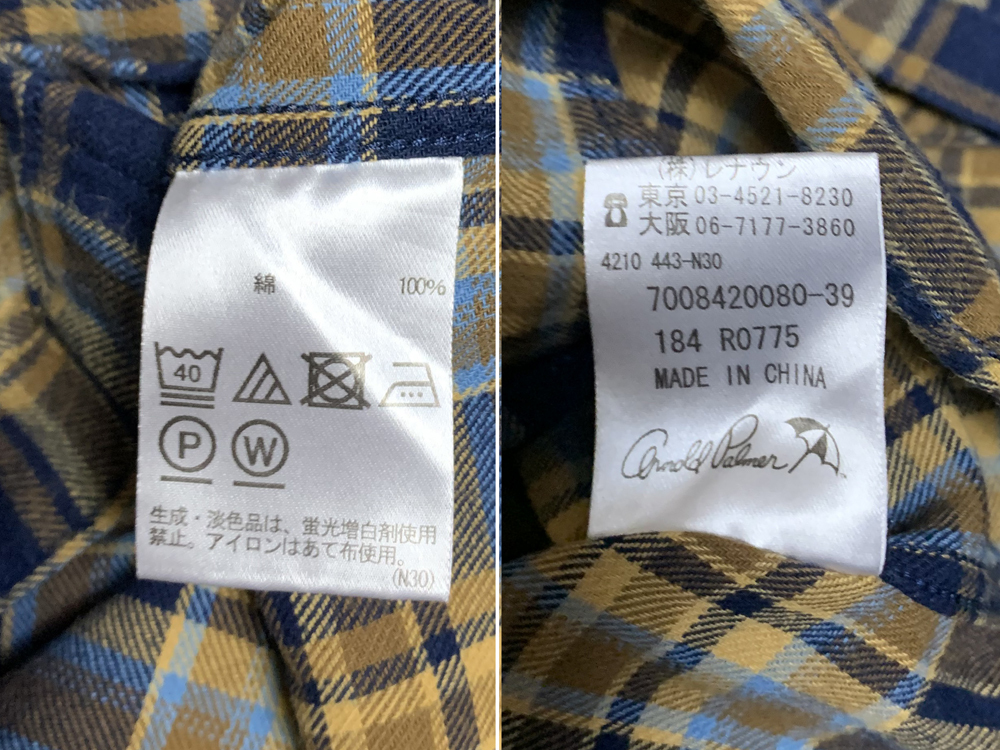 綿 100%
40
P W
生成・淡色品は、蛍光増白剤使用
禁止。アイロンはあて布使用。
(N30)
(株)レナウン
東京 03-4521-8230
大阪 06-7177-3860
4210 443-N30
7008420080-39
184 R0775
MADE IN CHINA
Arnold Palmer